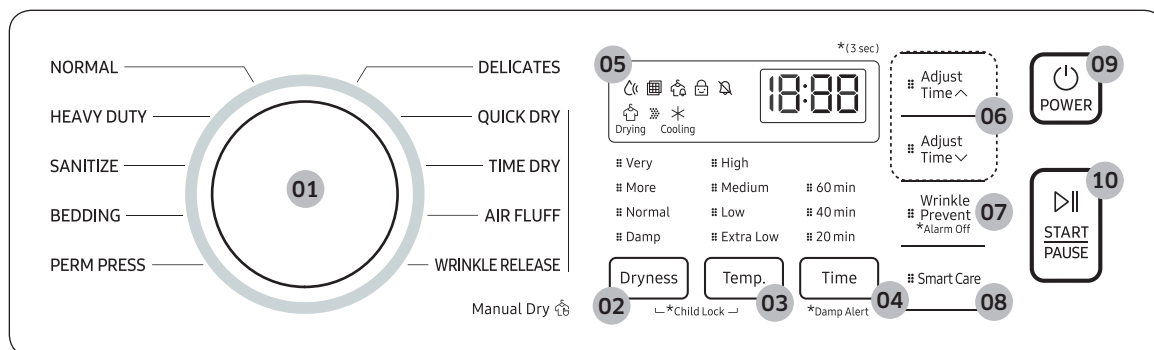 NORMAL
HEAVY DUTY
SANITIZE
BEDDING
PERM PRESS
01
DELICATES
QUICK DRY
TIME DRY
AIR FLUFF
WRINKLE RELEASE
Manual Dry
*(3 sec)
05
18:88
Drying
Cooling
Very
More
Normal
Damp
High
Medium
Low
Extra Low
60 min
40 min
20 min
Dryness
02
Temp.
03
*Child Lock
Time
04
*Damp Alert
Adjust
Time
06
Adjust
Time
Wrinkle
Prevent
*Alarm Off
07
Smart Care
08
09
POWER
10
START
PAUSE